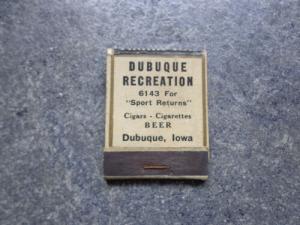 DUBUQUE
RECREATION
6143 For
"Sport Returns"
Cigars - Cigarettes
BEER
Dubuque, Iowa